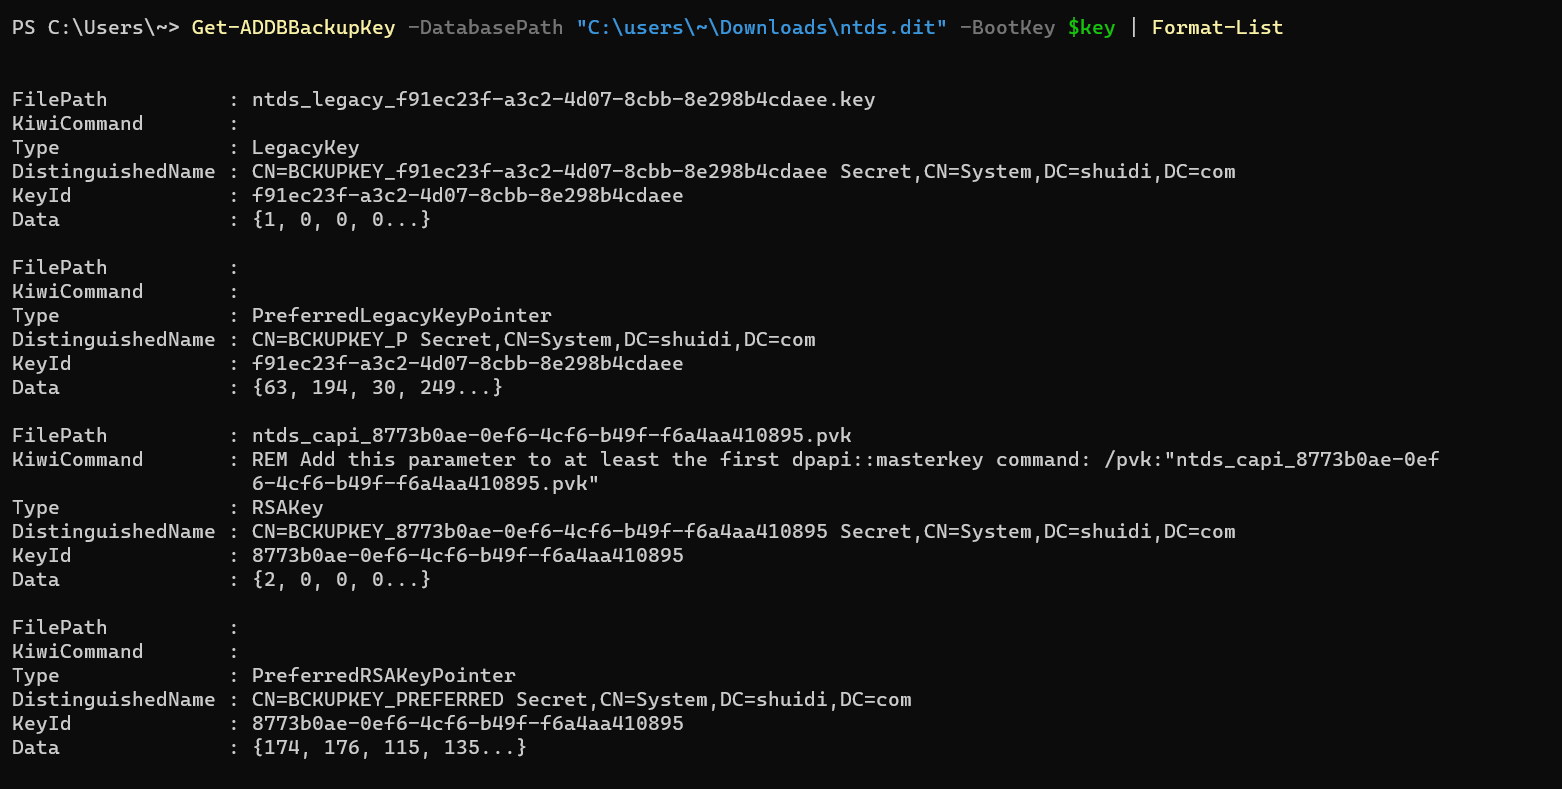 PS C:\Users\~> Get-ADDBBackupKey -DatabasePath "C:\users\~\Downloads\ntds.dit" -BootKey $key | Format-List
FilePath          : ntds_legacy_f91ec23f-a3c2-4d07-8cbb-8e298b4cdaee.key
KiwiCommand       :
Type              : LegacyKey
DistinguishedName : CN=BCKUPKEY_f91ec23f-a3c2-4d07-8cbb-8e298b4cdaee Secret,CN=System,DC=shuidi,DC=com
KeyId             : f91ec23f-a3c2-4d07-8cbb-8e298b4cdaee
Data              : {1, 0, 0, 0...}
FilePath          :
KiwiCommand       :
Type              : PreferredLegacyKeyPointer
DistinguishedName : CN=BCKUPKEY_P Secret,CN=System,DC=shuidi,DC=com
KeyId             : f91ec23f-a3c2-4d07-8cbb-8e298b4cdaee
Data              : {63, 194, 30, 249...}
FilePath          : ntds_capi_8773b0ae-0ef6-4cf6-b49f-f6a4aa410895.pvk
KiwiCommand       : REM Add this parameter to at least the first dpapi::masterkey command: /pvk:"ntds_capi_8773b0ae-0ef
                    6-4cf6-b49f-f6a4aa410895.pvk"
Type              : RSAKey
DistinguishedName : CN=BCKUPKEY_8773b0ae-0ef6-4cf6-b49f-f6a4aa410895 Secret,CN=System,DC=shuidi,DC=com
KeyId             : 8773b0ae-0ef6-4cf6-b49f-f6a4aa410895
Data              : {2, 0, 0, 0...}
FilePath          :
KiwiCommand       :
Type              : PreferredRSAKeyPointer
DistinguishedName : CN=BCKUPKEY_PREFERRED Secret,CN=System,DC=shuidi,DC=com
KeyId             : 8773b0ae-0ef6-4cf6-b49f-f6a4aa410895
Data              : {174, 176, 115, 135...}